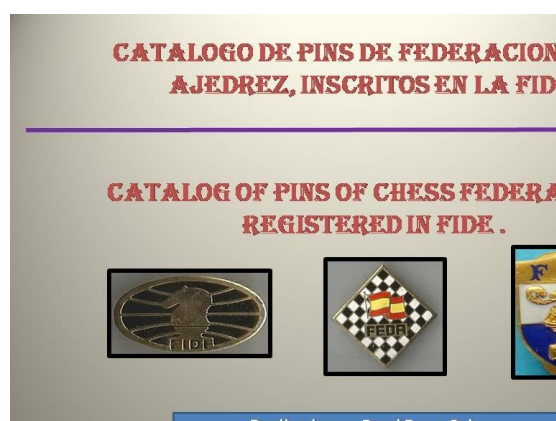 CATALOGO DE PINS DE FEDERACION
AJEDREZ, INSCRITOS EN LA FID
CATALOG OF PINS OF CHESS FEDERA
REGISTERED IN FIDE .
FIDE
FEDA
F